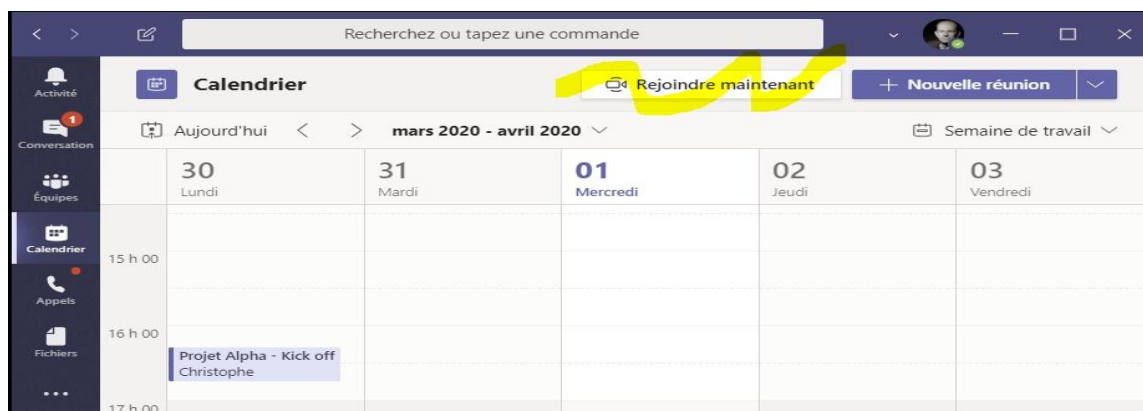 Recherchez ou tapez une commande
Activité
Calendrier
Rejoindre maintenant
+ Nouvelle réunion
1
Conversation
Aujourd'hui < > mars 2020 - avril 2020
Semaine de travail
Équipes
30 31 01 02 03
Lundi Mardi Mercredi Jeudi Vendredi
Calendrier
15 h 00
Appels
16 h 00
Fichiers
Projet Alpha - Kick off
Christophe
17 h 00